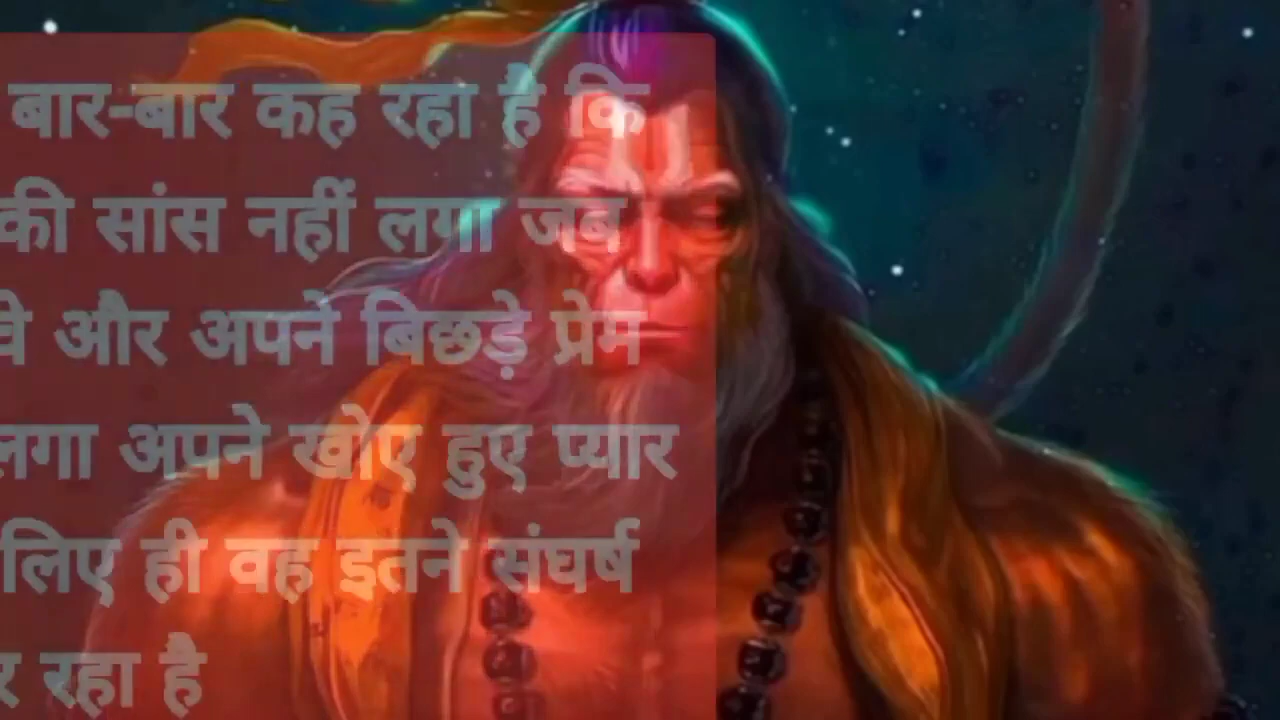 बार-बार कह रहा है कि
की सांस नहीं लगा जब
और अपने बिछड़े प्रेम
लगा अपने खोए हुए प्यार
लिए ही वह इतने संघर्ष
रहा है